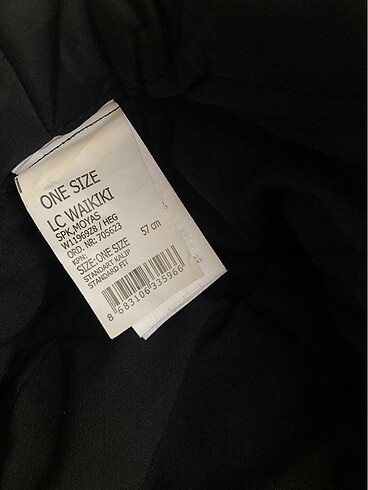 ONE SIZE
LC WAIKIKI
SPK,MOYAS
W1196928 / HEG
ORD. NR: 705623
KPN:
57 cm
SIZE: ONE SIZE
STANDART KALIP
STANDARD FIT
8 683106 335966